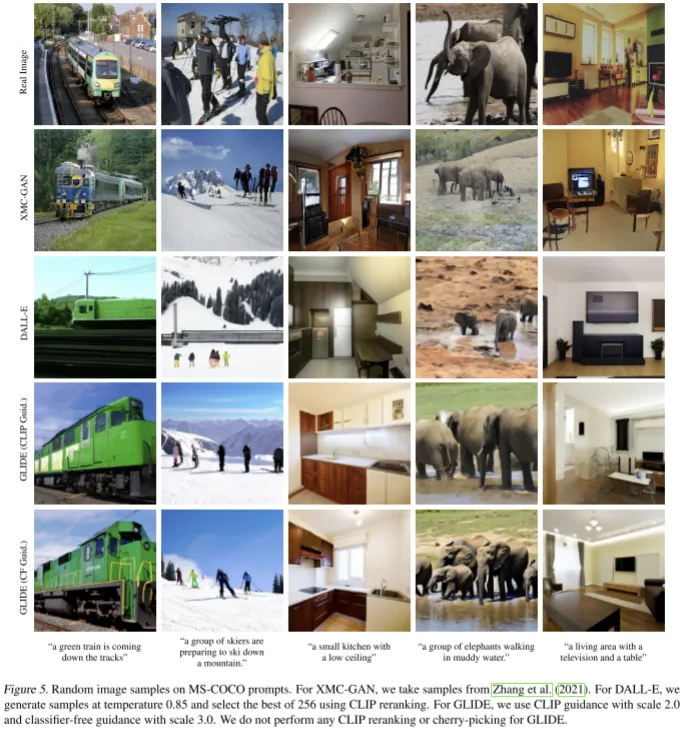 Real Image
XMC-GAN
DALL-E
GLIDE (CLIP Guid.)
GLIDE (CF Guid.)
“a green train is coming
down the tracks”
“a group of skiers are
preparing to ski down
a mountain.”
“a small kitchen with
a low ceiling”
“a group of elephants walking
in muddy water.”
“a living area with a
television and a table”
Figure 5. Random image samples on MS-COCO prompts. For XMC-GAN, we take samples from Zhang et al. (2021). For DALL-E, we
generate samples at temperature 0.85 and select the best of 256 using CLIP reranking. For GLIDE, we use CLIP guidance with scale 2.0
and classifier-free guidance with scale 3.0. We do not perform any CLIP reranking or cherry-picking for GLIDE.